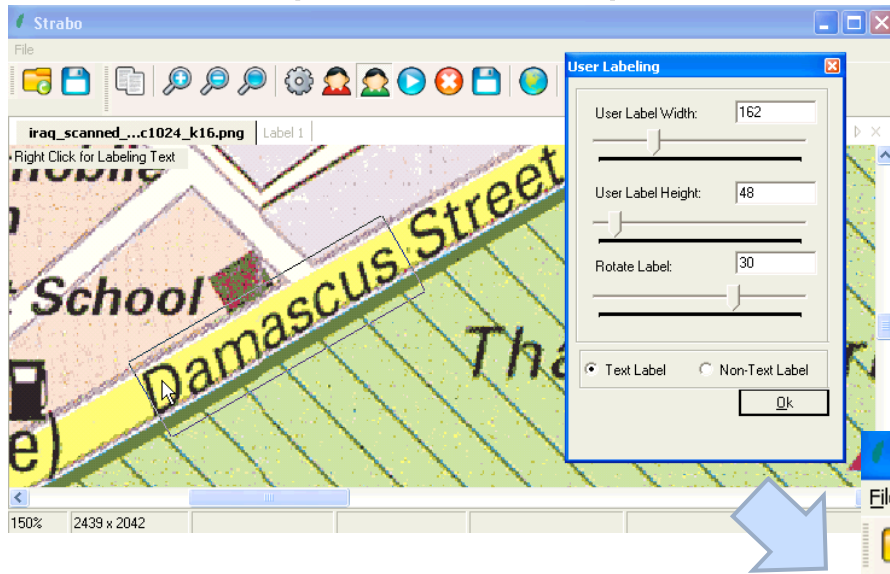 Strabo
File
iraq_scanned_...c1024_k16.png
Label 1
Right Click for Labeling Text
School
Damascus Street
Tha
e)
150%
2439 x 2042
User Labeling
User Label Width:
162
User Label Height:
48
Rotate Label:
30
Text Label
Non-Text Label
Ok